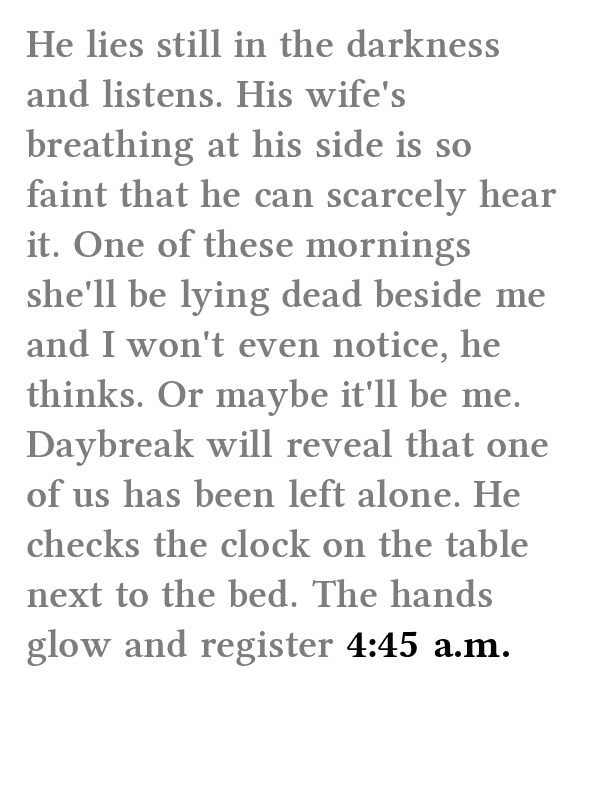 He lies still in the darkness
and listens. His wife's
breathing at his side is so
faint that he can scarcely hear
it. One of these mornings
she'll be lying dead beside me
and I won't even notice, he
thinks. Or maybe it'll be me.
Daybreak will reveal that one
of us has been left alone. He
checks the clock on the table
next to the bed. The hands
glow and register 4:45 a.m.